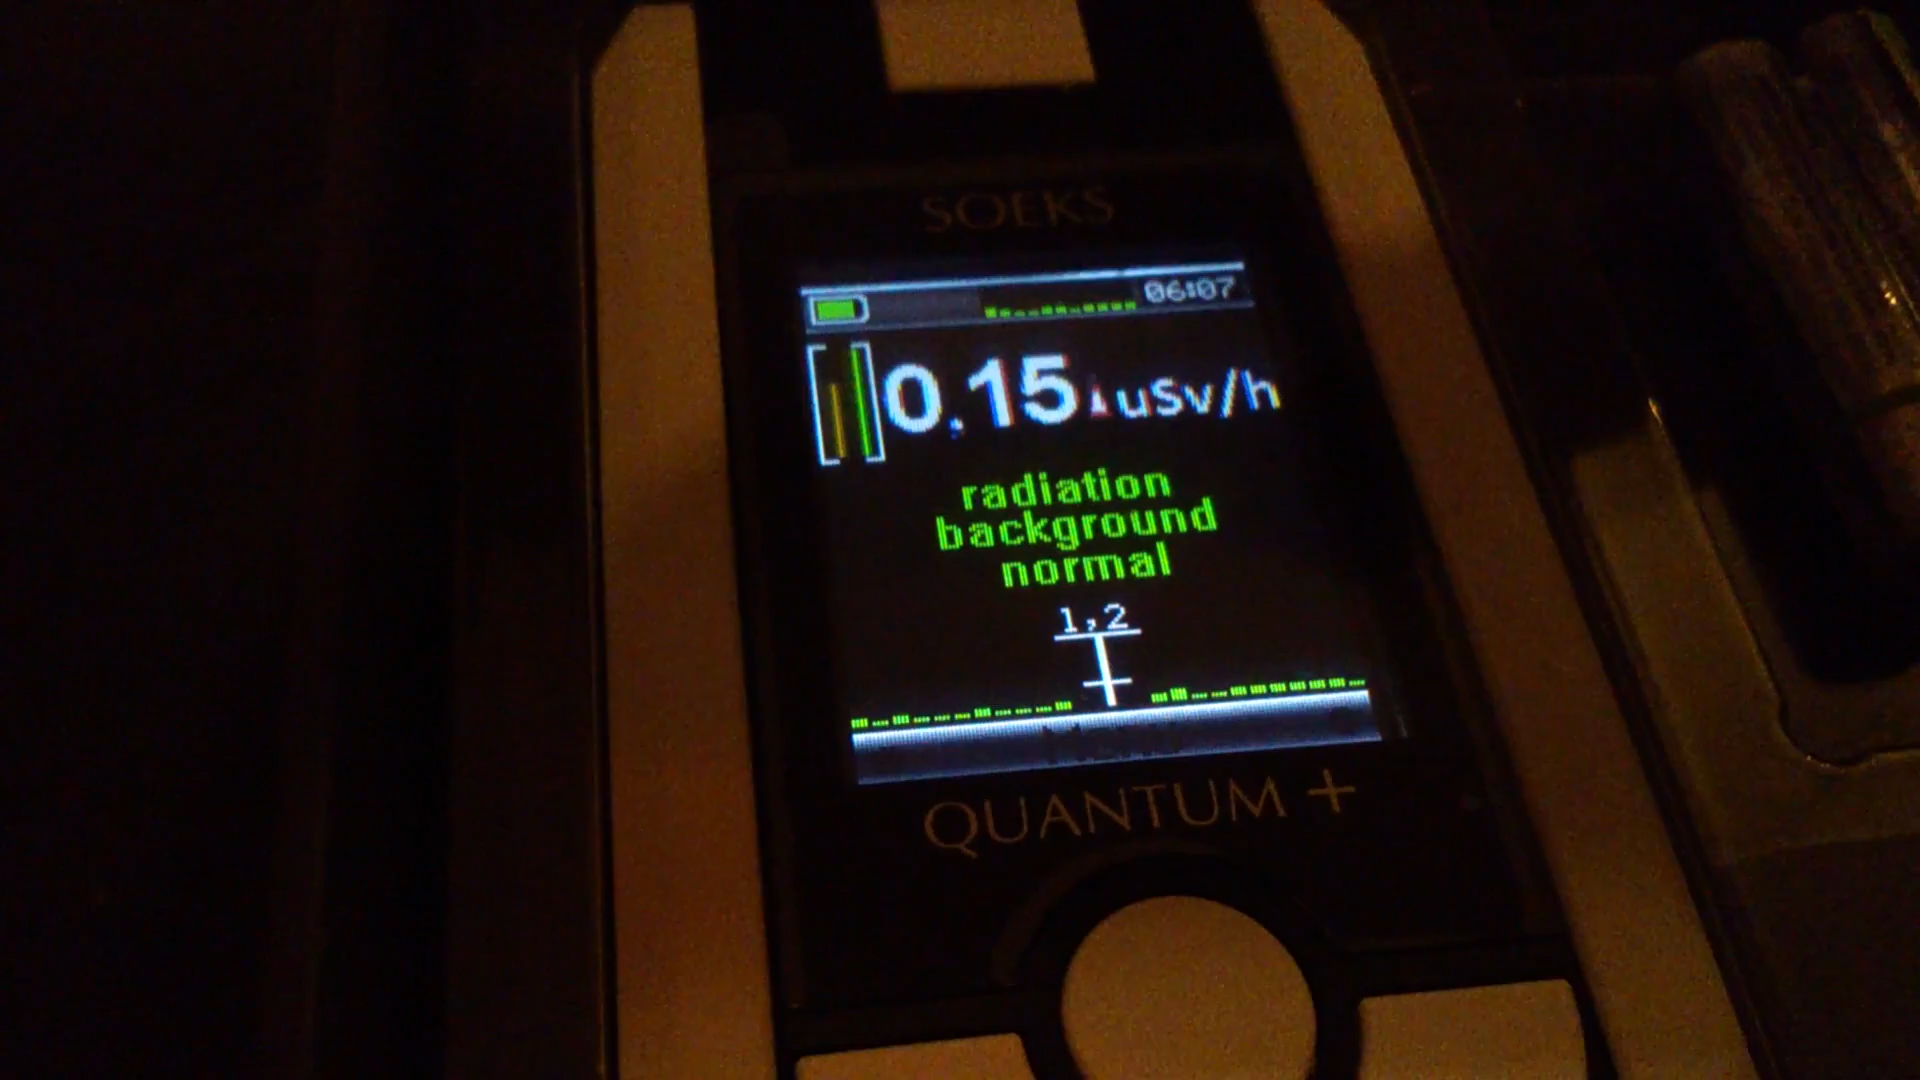 SOEKS
06:07
0.15 uSv/h
radiation
background
normal
1,2
QUANTUM +